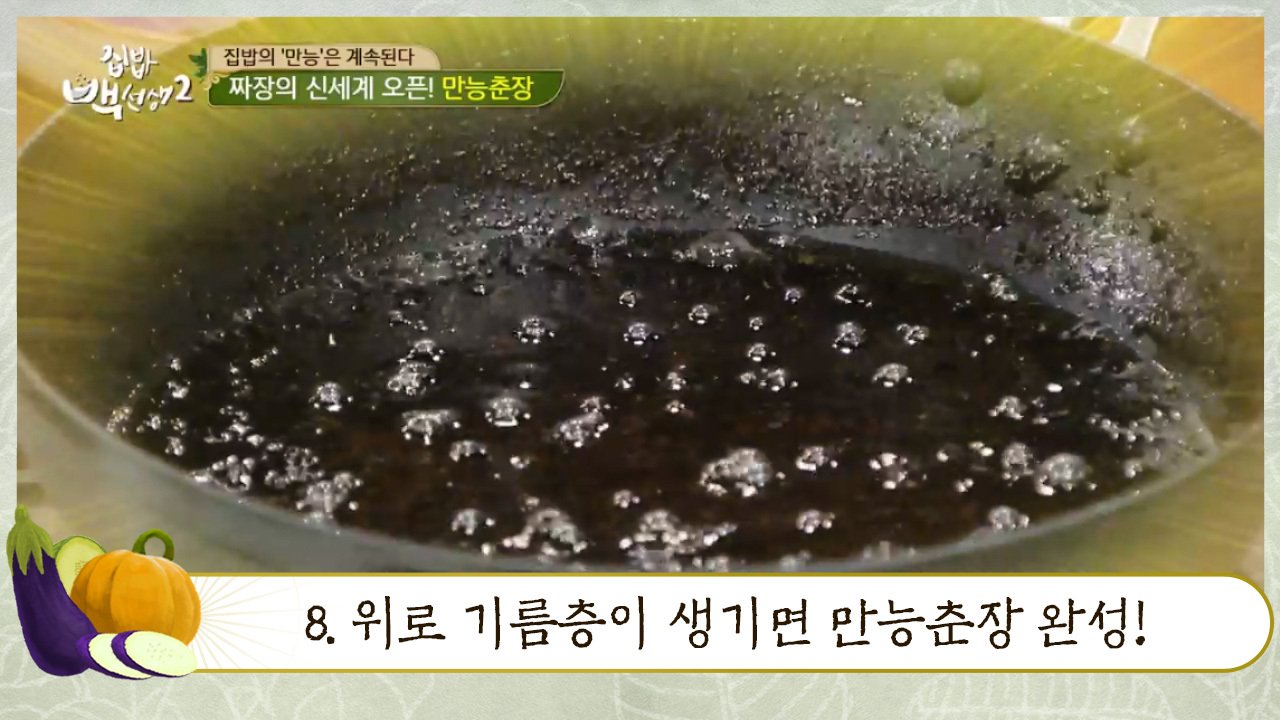 집밥
백선생2
집밥의 '만능'은 계속된다
짜장의 신세계 오픈! 만능춘장
8. 위로 기름층이 생기면 만능춘장 완성!